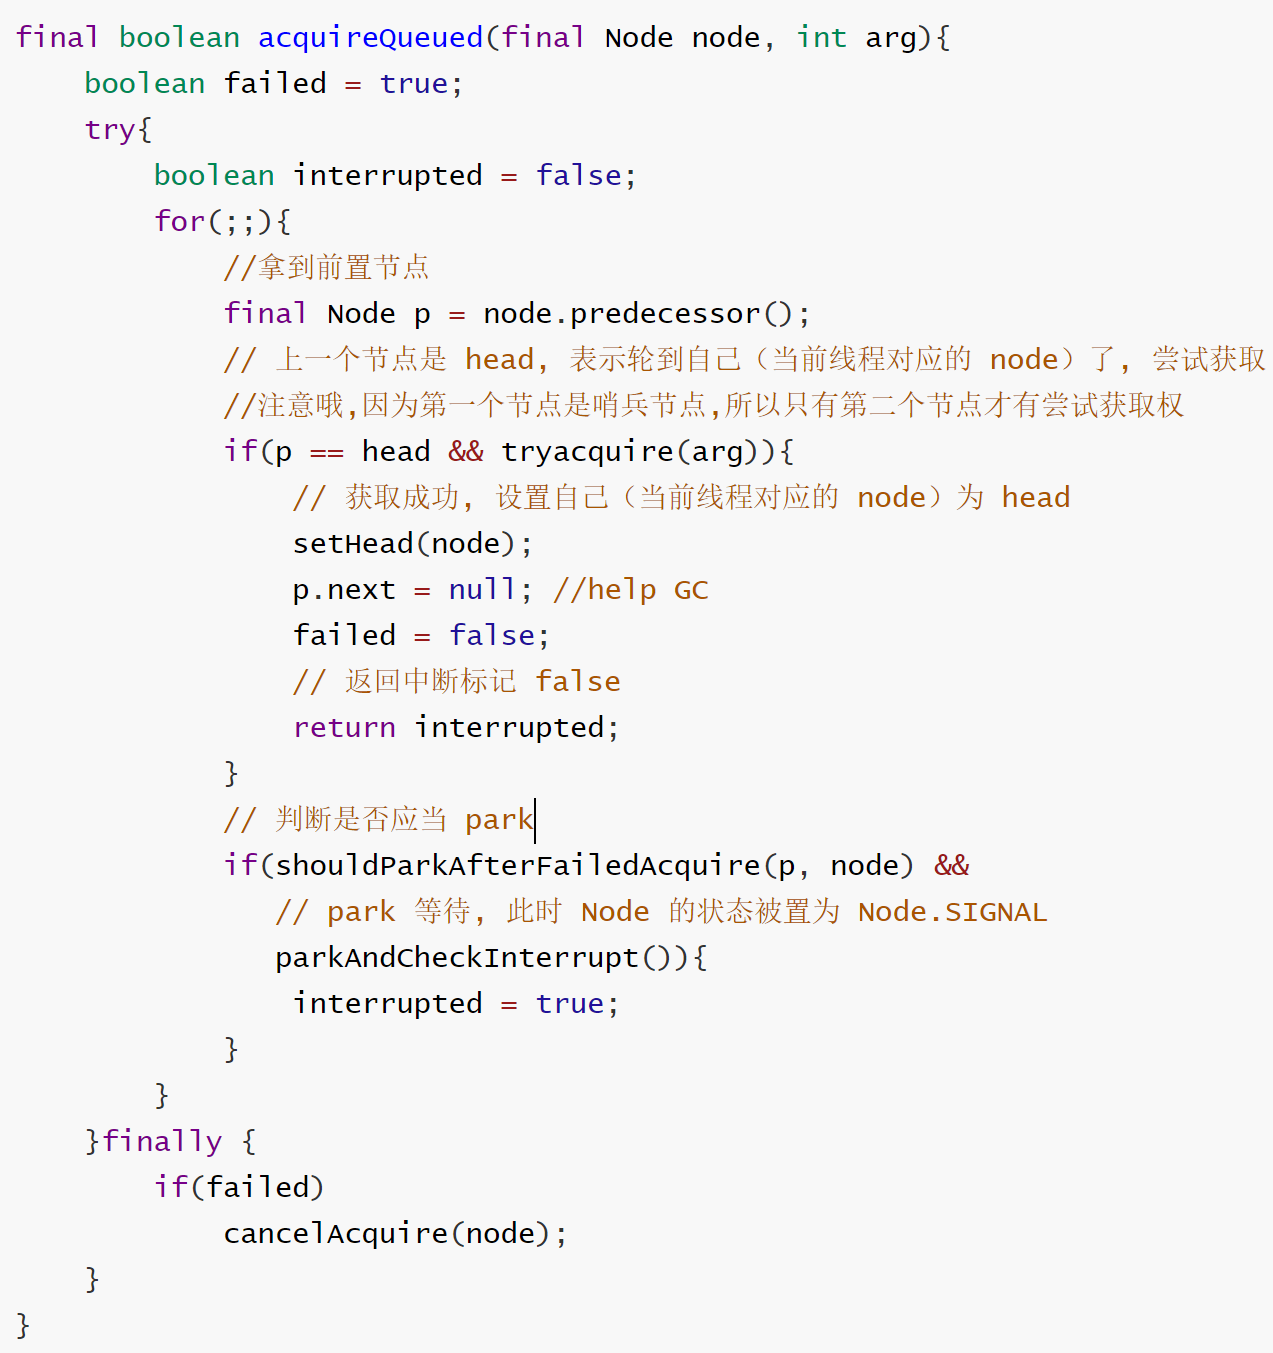 final boolean acquireQueued(final Node node, int arg){
    boolean failed = true;
    try{
        boolean interrupted = false;
        for(;;){
            //拿到前置节点
            final Node p = node.predecessor();
            // 上一个节点是 head, 表示轮到自己（当前线程对应的 node）了, 尝试获取
            //注意哦,因为第一个节点是哨兵节点,所以只有第二个节点才有尝试获取权
            if(p == head && tryacquire(arg)){
                // 获取成功, 设置自己（当前线程对应的 node）为 head
                setHead(node);
                p.next = null; //help GC
                failed = false;
                // 返回中断标记 false
                return interrupted;
            }
            // 判断是否应当 park
            if(shouldParkAfterFailedAcquire(p, node) &&
               // park 等待, 此时 Node 的状态被置为 Node.SIGNAL
               parkAndCheckInterrupt()){
                interrupted = true;
            }
        }
    }finally {
        if(failed)
            cancelAcquire(node);
    }
}